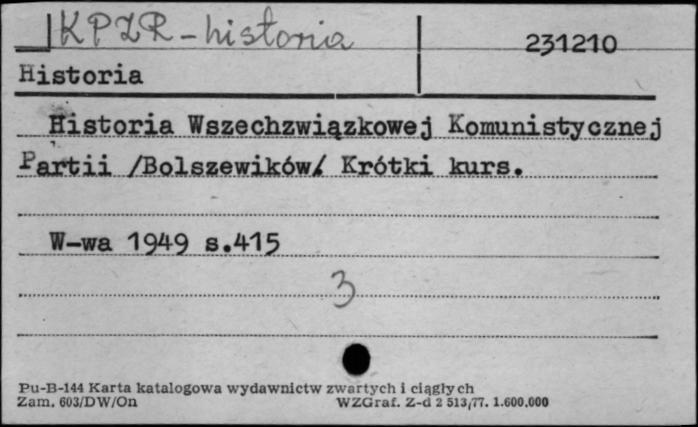 KPZR - historia
231210
Historia
Historia Wszechzwiązkowej Komunistycznej
Partii /Bolszewików/ Krótki kurs.
W-wa 1949 s.415
3
Pu-B-144 Karta katalogowa wydawnictw zwartych i ciągłych
Zam. 603/DW/On WZGraf. Z-d 2 513/77. 1.600.000